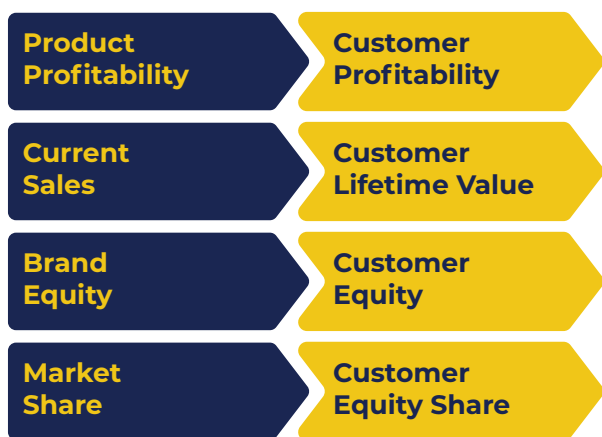 Product
Profitability
Customer
Profitability
Current
Sales
Customer
Lifetime Value
Brand
Equity
Customer
Equity
Market
Share
Customer
Equity Share